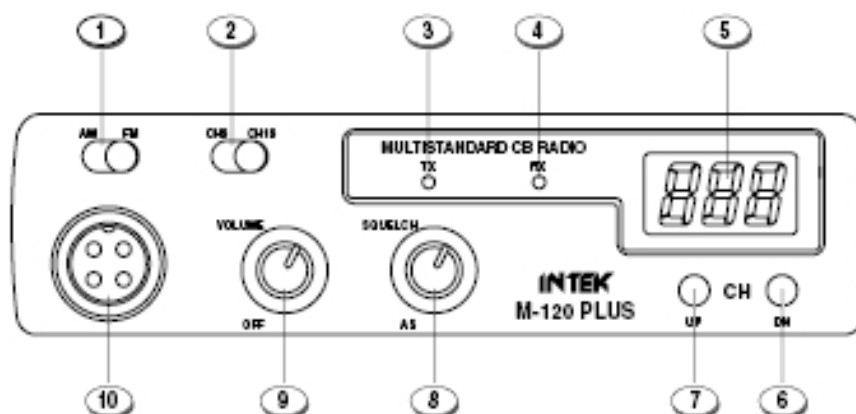 1 2 3 4 5
AM FM CH9 CH19
MULTISTANDARD CB RADIO
TX RX
888
VOLUME SQUELCH
INTEK
M-120 PLUS
CH
UP DN
OFF AS
10 9 8 7 6